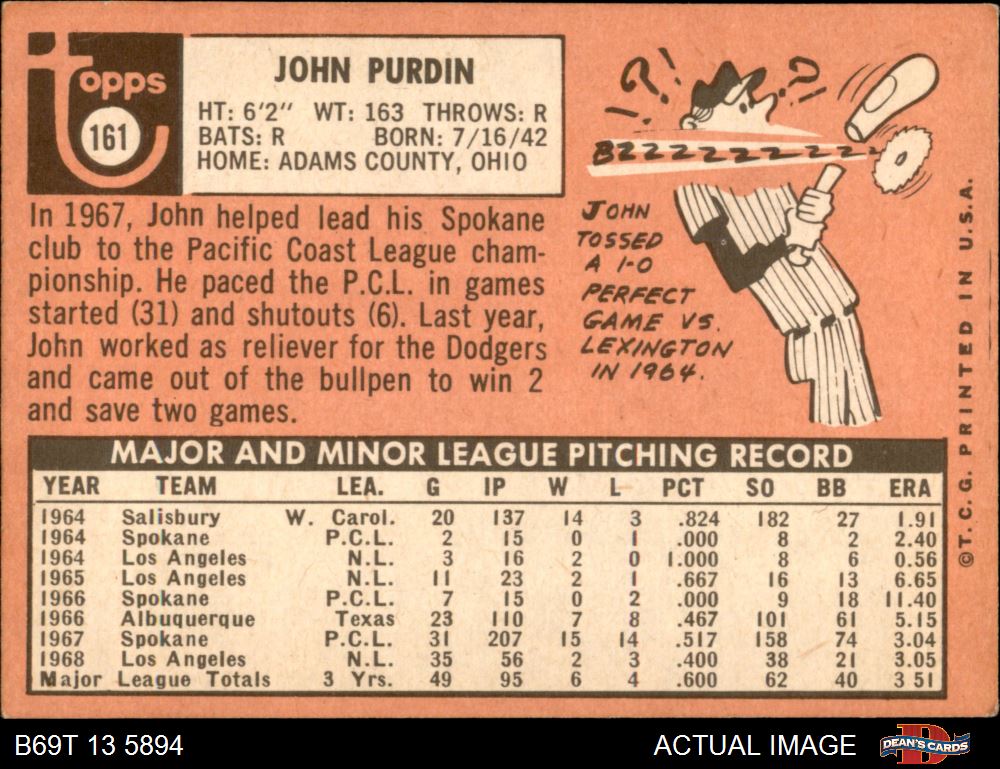 Topps
161
JOHN PURDIN
HT: 6'2" WT: 163 THROWS: R
BATS: R BORN: 7/16/42
HOME: ADAMS COUNTY, OHIO
In 1967, John helped lead his Spokane
club to the Pacific Coast League cham-
pionship. He paced the P.C.L. in games
started (31) and shutouts (6). Last year,
John worked as reliever for the Dodgers
and came out of the bullpen to win 2
and save two games.
?! !?
BZZZZZZZZZZ
JOHN
TOSSED
A 1-0
PERFECT
GAME VS.
LEXINGTON
IN 1964.
©T.C.G. PRINTED IN U.S.A.
MAJOR AND MINOR LEAGUE PITCHING RECORD
YEAR TEAM LEA. G IP W L PCT SO BB ERA
1964 Salisbury W. Carol. 20 137 14 3 .824 182 27 1.91
1964 Spokane P.C.L. 2 15 0 1 .000 8 2 2.40
1964 Los Angeles N.L. 3 16 2 0 1.000 8 6 0.56
1965 Los Angeles N.L. 11 23 2 1 .667 16 13 6.65
1966 Spokane P.C.L. 7 15 0 2 .000 9 18 11.40
1966 Albuquerque Texas 23 110 7 8 .467 101 61 5.15
1967 Spokane P.C.L. 31 207 15 14 .517 158 74 3.04
1968 Los Angeles N.L. 35 56 2 3 .400 38 21 3.05
Major League Totals 3 Yrs. 49 95 6 4 .600 62 40 3 51
B69T 13 5894
ACTUAL IMAGE
DEAN'S CARDS